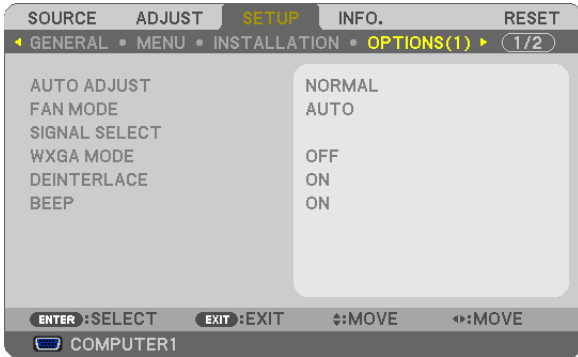 SOURCE ADJUST SETUP INFO. RESET
◂ GENERAL • MENU • INSTALLATION • OPTIONS(1) ▸ 1/2
AUTO ADJUST NORMAL
FAN MODE AUTO
SIGNAL SELECT
WXGA MODE OFF
DEINTERLACE ON
BEEP ON
ENTER :SELECT EXIT :EXIT :MOVE :MOVE
COMPUTER1